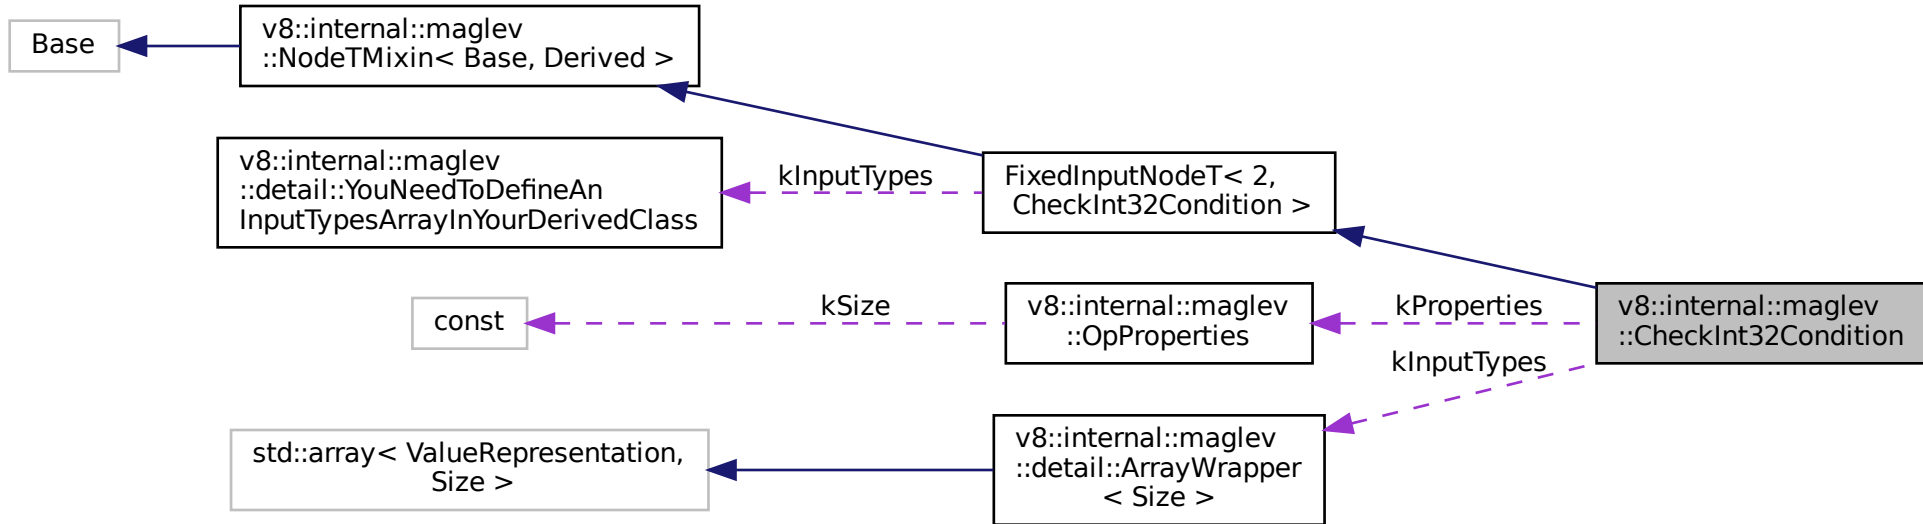 Base
v8::internal::maglev
::NodeTMixin< Base, Derived >
v8::internal::maglev
::detail::YouNeedToDefineAn
InputTypesArrayInYourDerivedClass
kInputTypes
FixedInputNodeT< 2,
CheckInt32Condition >
const
kSize
v8::internal::maglev
::OpProperties
kProperties
v8::internal::maglev
::CheckInt32Condition
kInputTypes
std::array< ValueRepresentation,
Size >
v8::internal::maglev
::detail::ArrayWrapper
< Size >